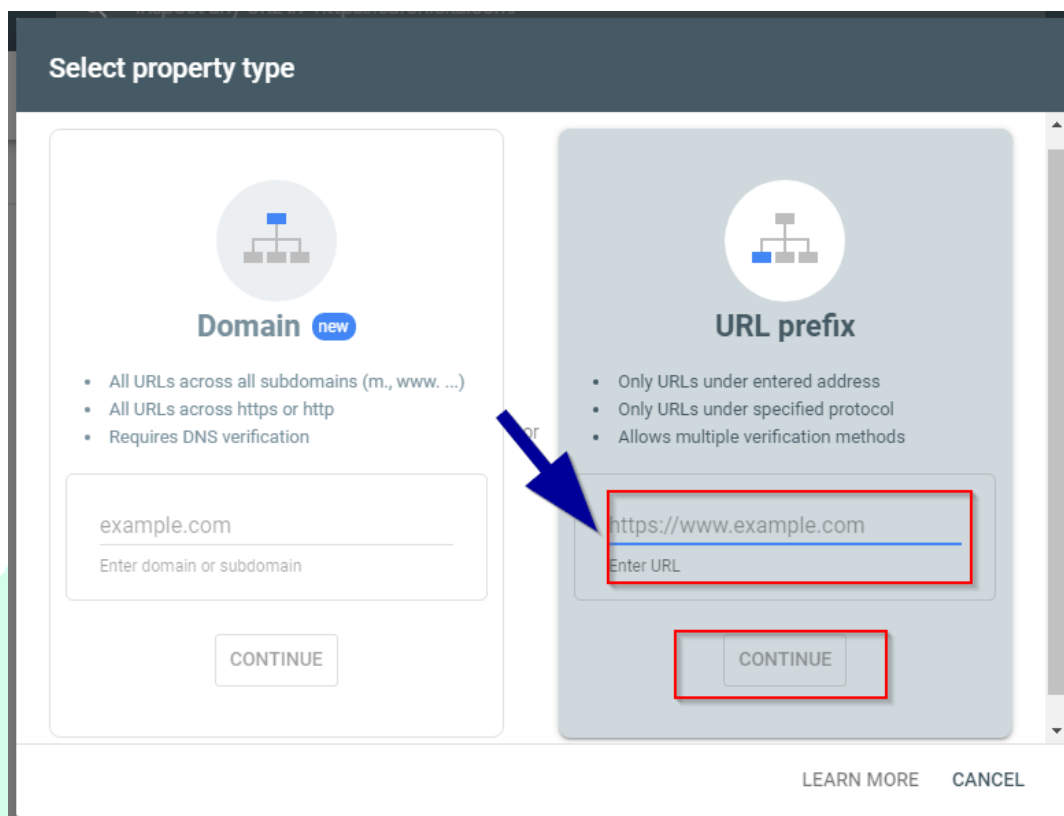 Select property type
Domain new
• All URLs across all subdomains (m., www. ...)
• All URLs across https or http
• Requires DNS verification
example.com
Enter domain or subdomain
CONTINUE
or
URL prefix
• Only URLs under entered address
• Only URLs under specified protocol
• Allows multiple verification methods
https://www.example.com
Enter URL
CONTINUE
LEARN MORE CANCEL